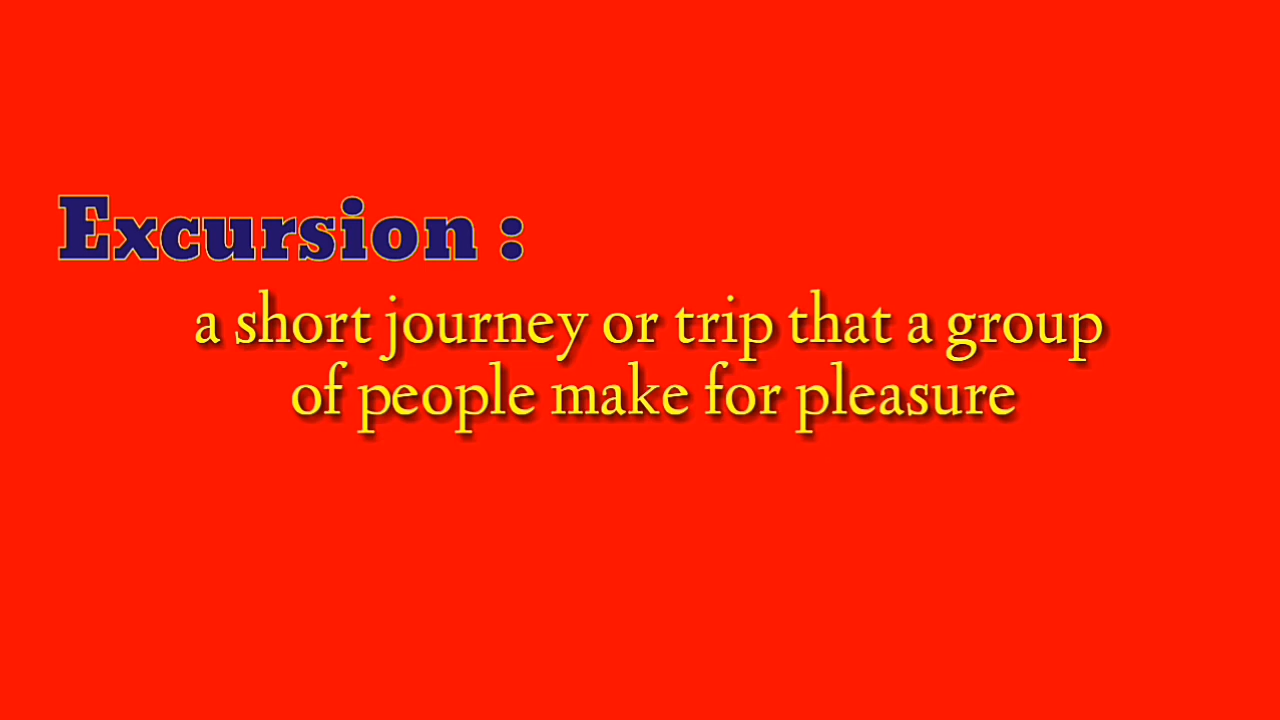 Excursion :
a short journey or trip that a group
of people make for pleasure